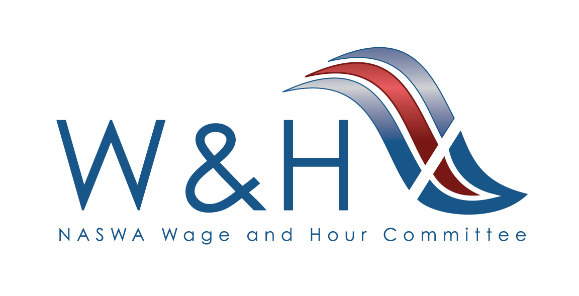 W & H
NASWA Wage and Hour Committee